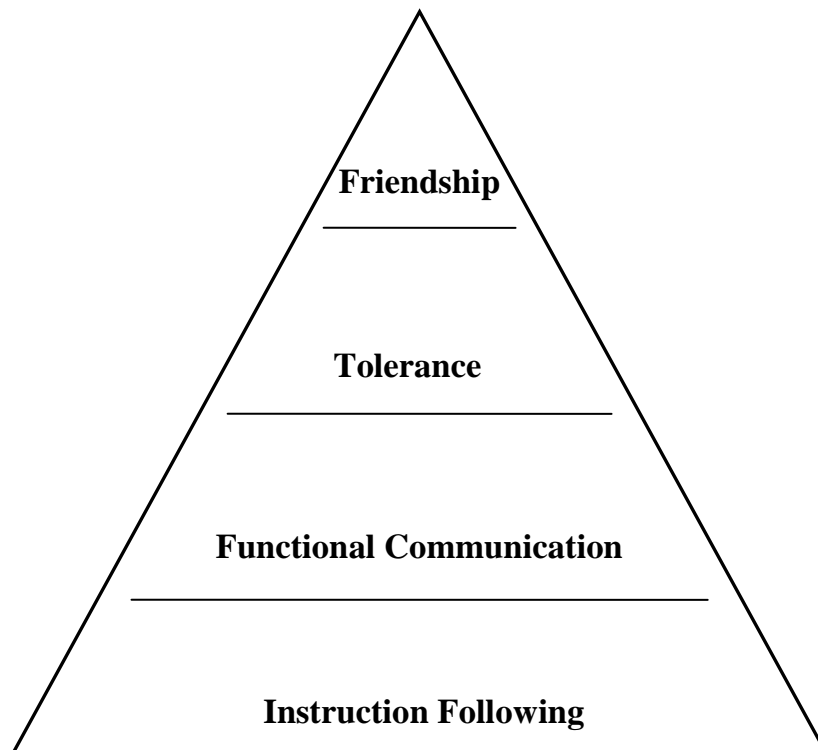 Friendship
Tolerance
Functional Communication
Instruction Following